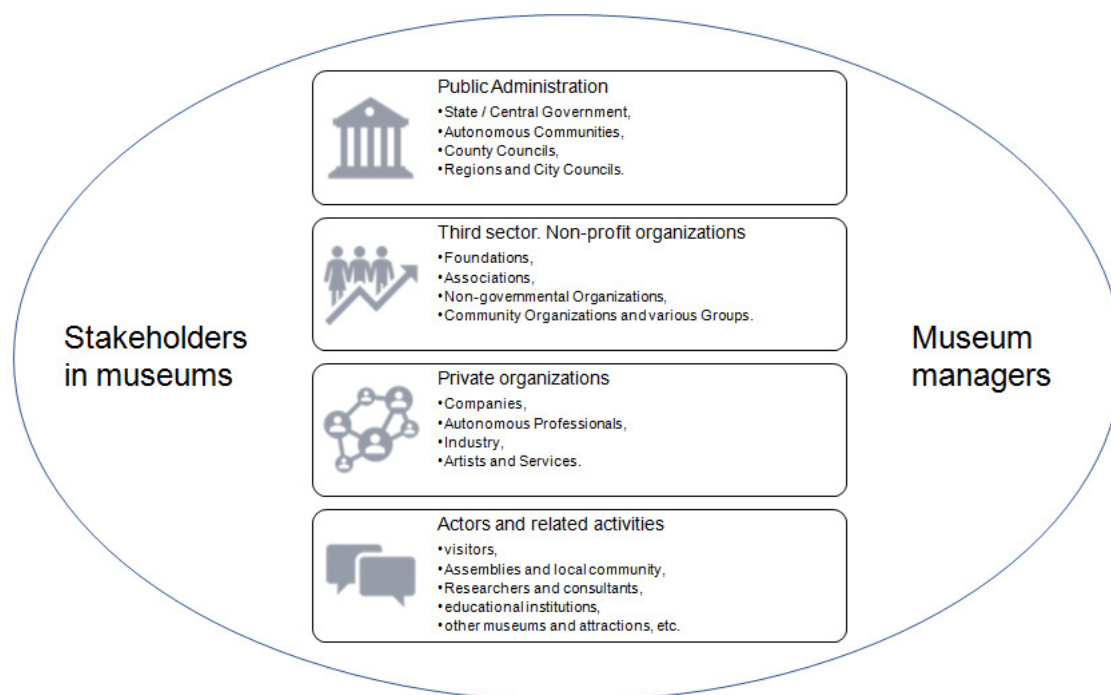 Public Administration
•State / Central Government,
•Autonomous Communities,
•County Councils,
•Regions and City Councils.
Third sector. Non-profit organizations
•Foundations,
•Associations,
•Non-governmental Organizations,
•Community Organizations and various Groups.
Stakeholders
in museums
Museum
managers
Private organizations
•Companies,
•Autonomous Professionals,
•Industry,
•Artists and Services.
Actors and related activities
•visitors,
•Assemblies and local community,
•Researchers and consultants,
•educational institutions,
•other museums and attractions, etc.